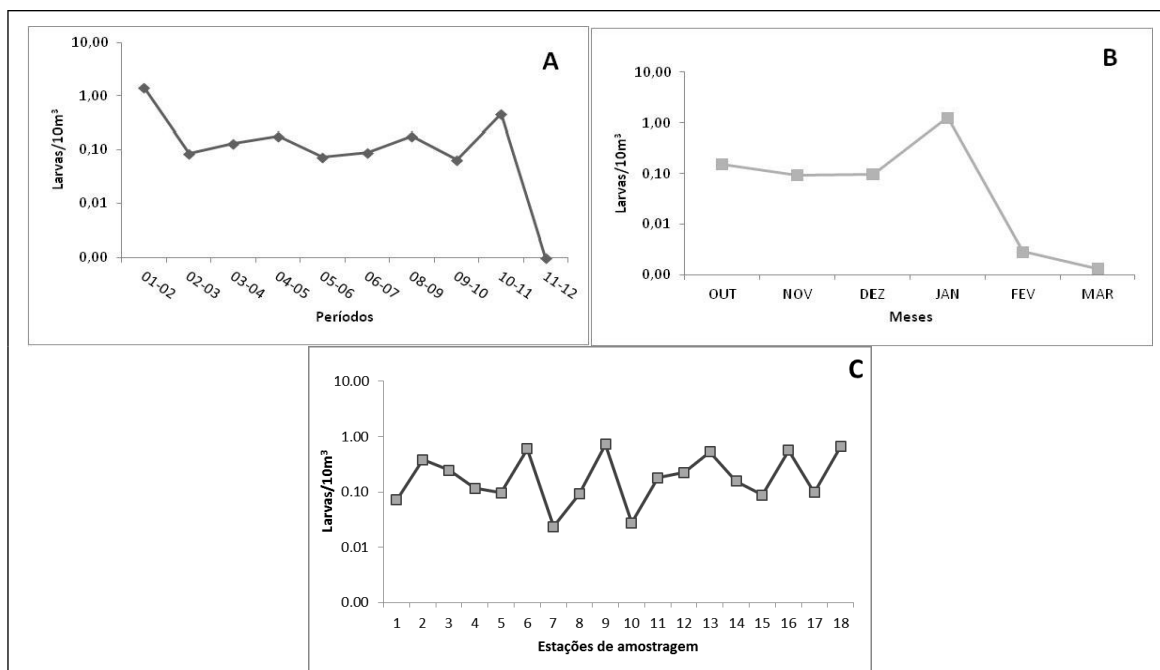 A
Larvas/10m³
10,00
1,00
0,10
0,01
0,00
01-02 02-03 03-04 04-05 05-06 06-07 08-09 09-10 10-11 11-12
Períodos
B
Larvas/10m³
10,00
1,00
0,10
0,01
0,00
OUT NOV DEZ JAN FEV MAR
Meses
C
Larvas/10m³
10.00
1.00
0.10
0.01
0.00
1 2 3 4 5 6 7 8 9 10 11 12 13 14 15 16 17 18
Estações de amostragem